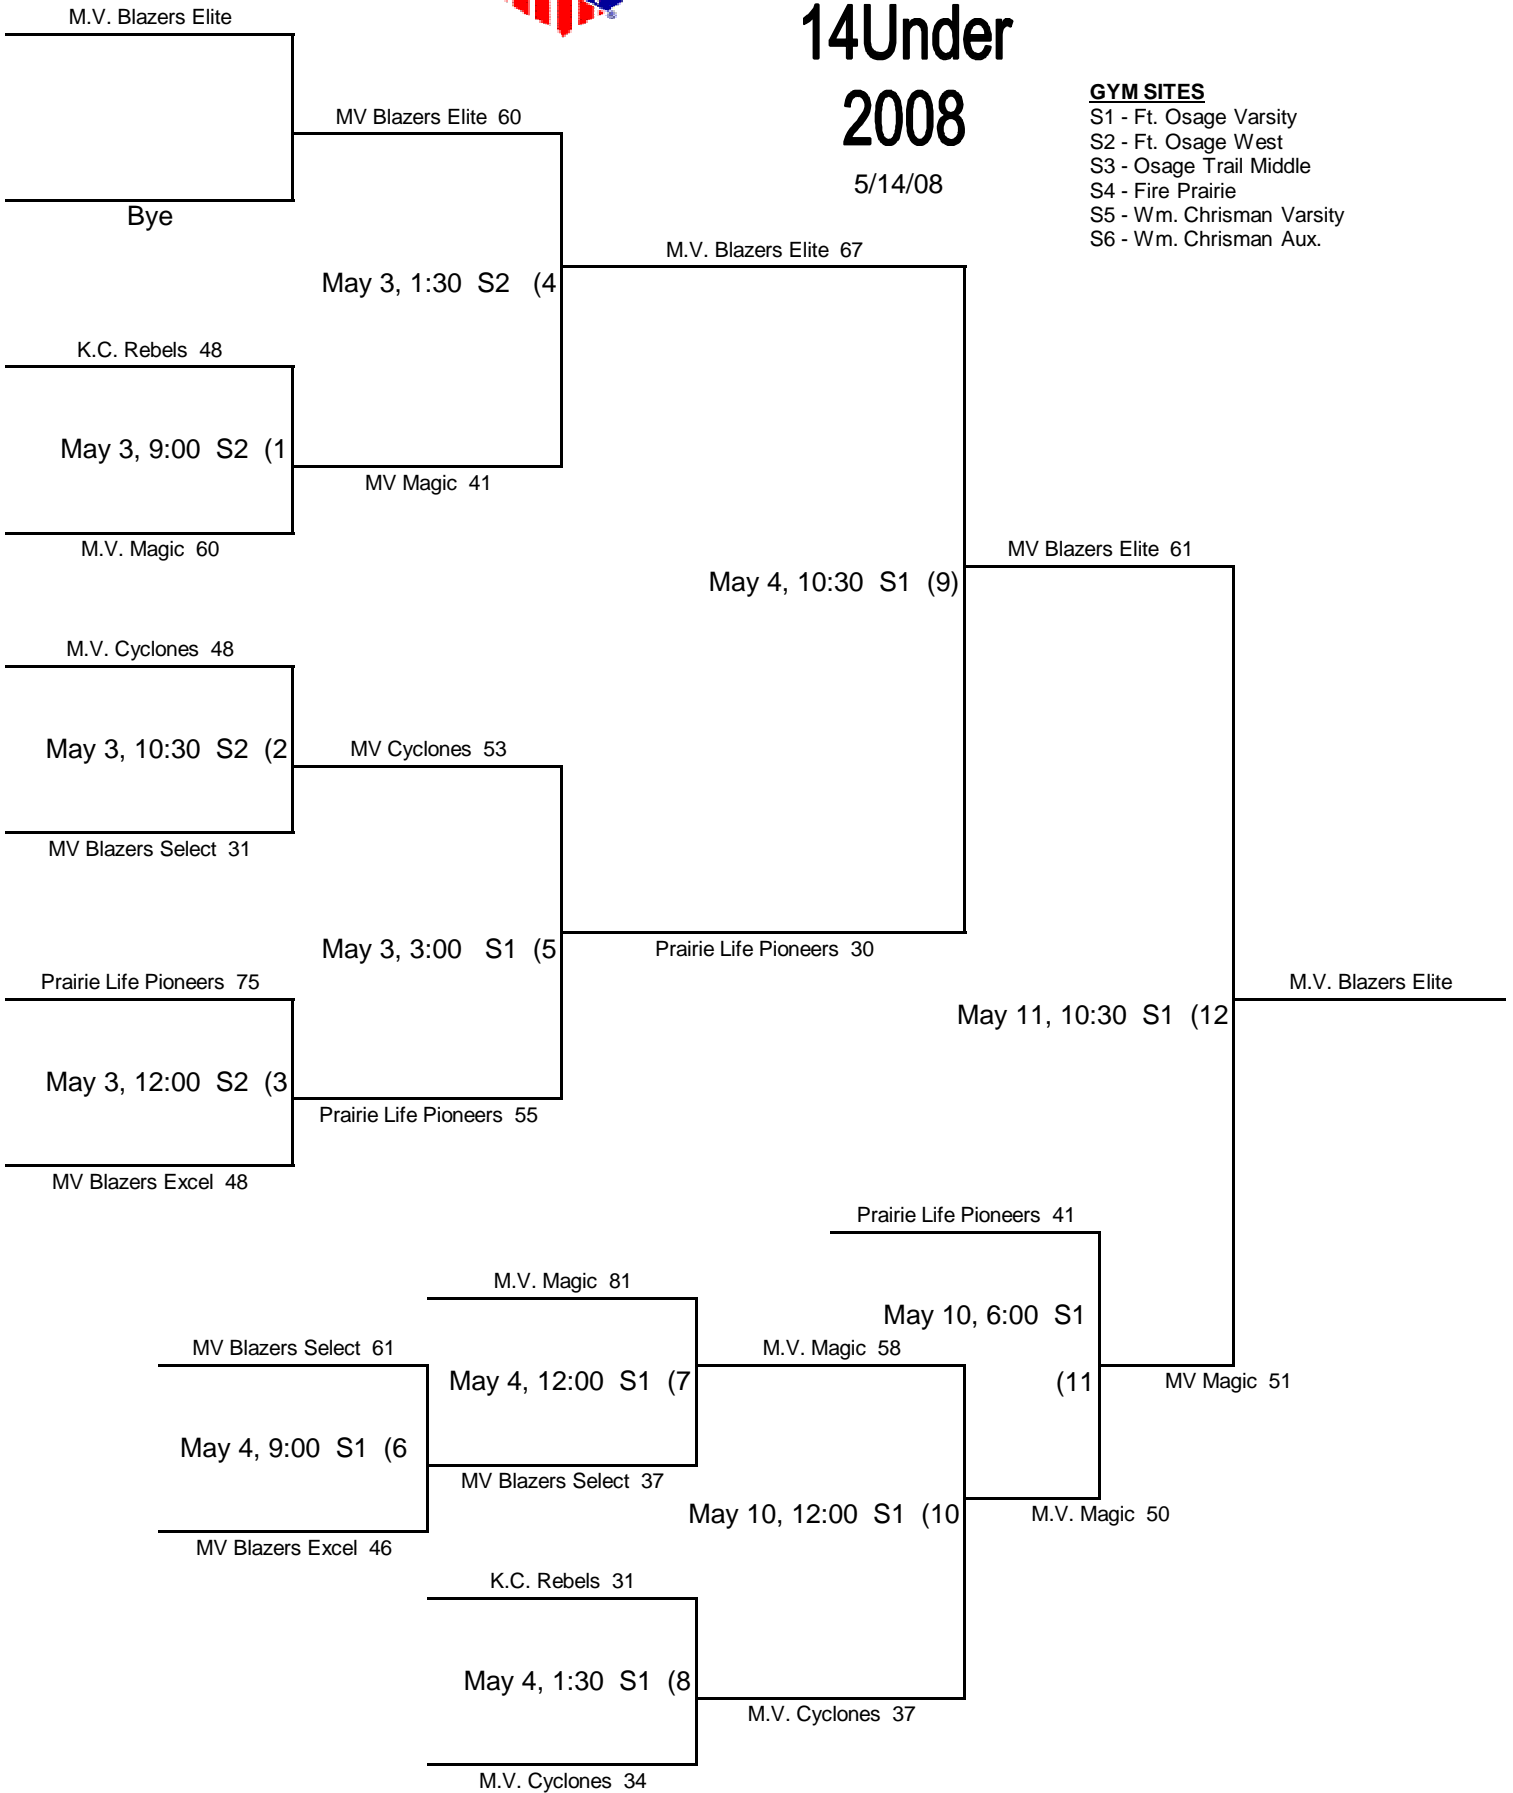 M.V. Blazers Elite
14Under
2008
5/14/08
GYM SITES
S1 - Ft. Osage Varsity
S2 - Ft. Osage West
S3 - Osage Trail Middle
S4 - Fire Prairie
S5 - Wm. Chrisman Varsity
S6 - Wm. Chrisman Aux.
MV Blazers Elite 60
Bye
May 3, 1:30 S2 (4
M.V. Blazers Elite 67
K.C. Rebels 48
May 3, 9:00 S2 (1
MV Magic 41
M.V. Magic 60
May 4, 10:30 S1 (9)
MV Blazers Elite 61
M.V. Cyclones 48
May 3, 10:30 S2 (2
MV Cyclones 53
MV Blazers Select 31
May 3, 3:00 S1 (5
Prairie Life Pioneers 30
Prairie Life Pioneers 75
May 3, 12:00 S2 (3
Prairie Life Pioneers 55
MV Blazers Excel 48
May 11, 10:30 S1 (12
M.V. Blazers Elite
Prairie Life Pioneers 41
M.V. Magic 81
May 10, 6:00 S1
(11
MV Blazers Select 61
May 4, 12:00 S1 (7
M.V. Magic 58
MV Magic 51
May 4, 9:00 S1 (6
MV Blazers Select 37
May 10, 12:00 S1 (10
M.V. Magic 50
MV Blazers Excel 46
K.C. Rebels 31
May 4, 1:30 S1 (8
M.V. Cyclones 37
M.V. Cyclones 34